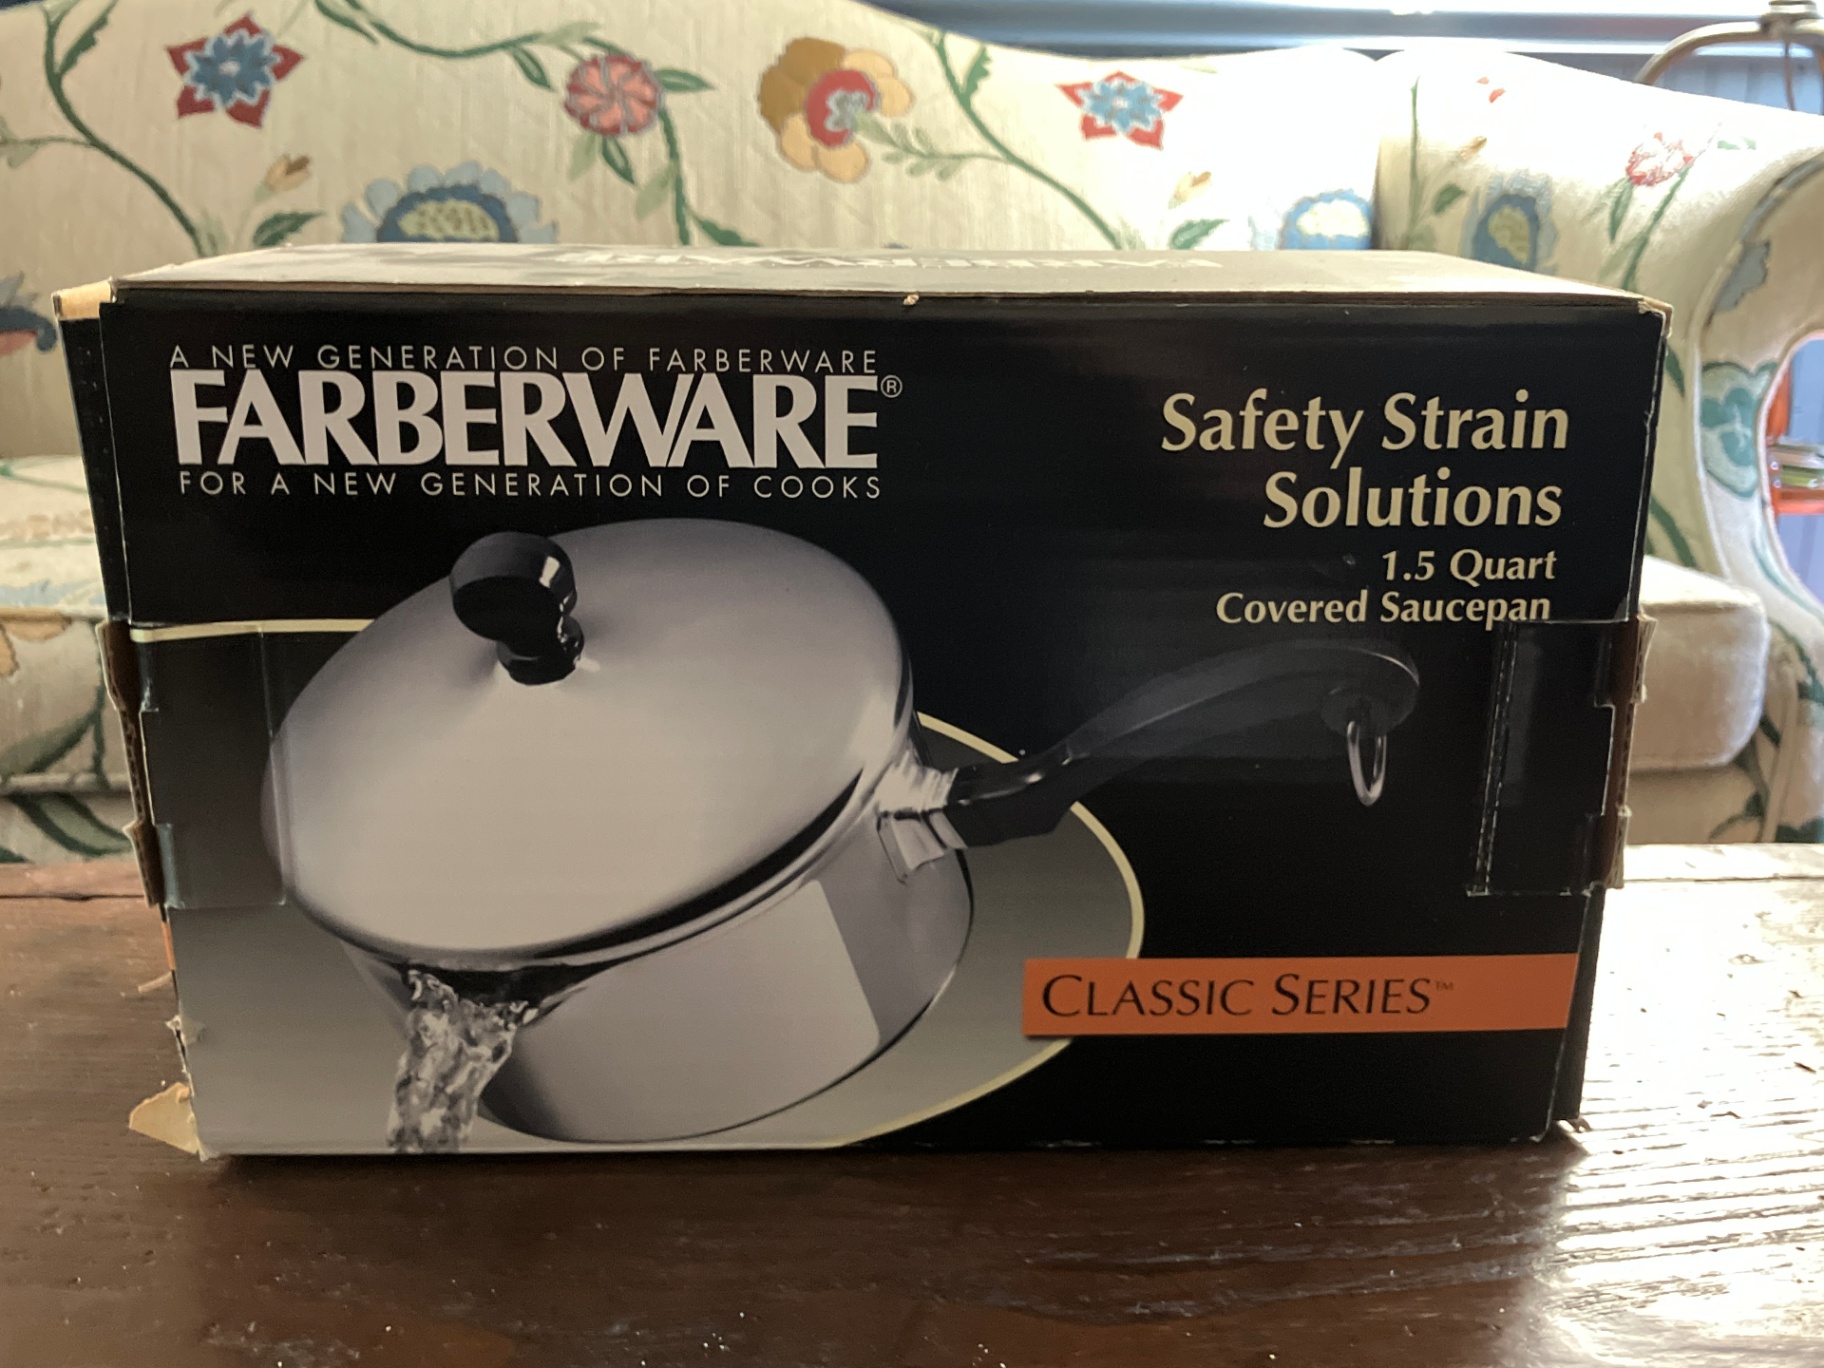 A NEW GENERATION OF FARBERWARE
FARBERWARE®
FOR A NEW GENERATION OF COOKS
Safety Strain
Solutions
1.5 Quart
Covered Saucepan
CLASSIC SERIES™